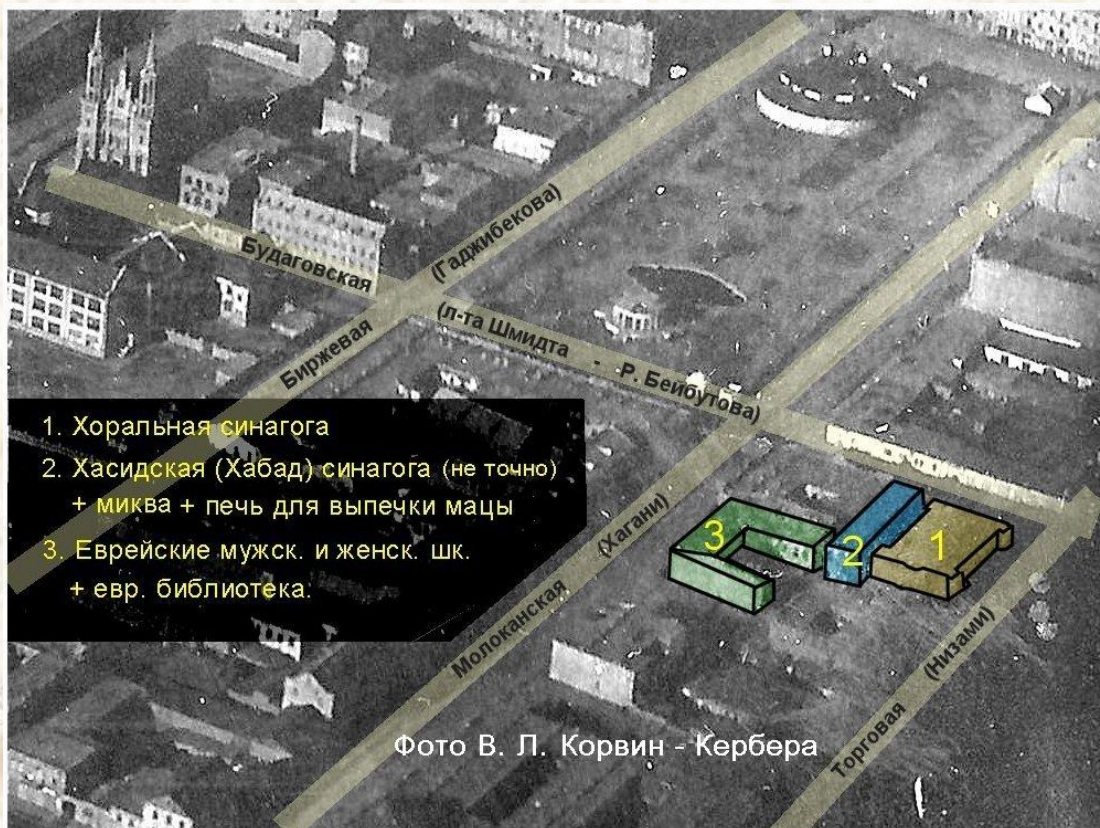 Будаговская
(л-та Шмидта - Р. Бейбутова)
Биржевая
(Гаджибекова)
1. Хоральная синагога
2. Хасидская (Хабад) синагога (не точно)
+ миква + печь для выпечки мацы
3. Еврейские мужск. и женск. шк.
+ евр. библиотека.
3
2
1
Молоканская
(Хагани)
Торговая
(Низами)
Фото В. Л. Корвин - Кербера